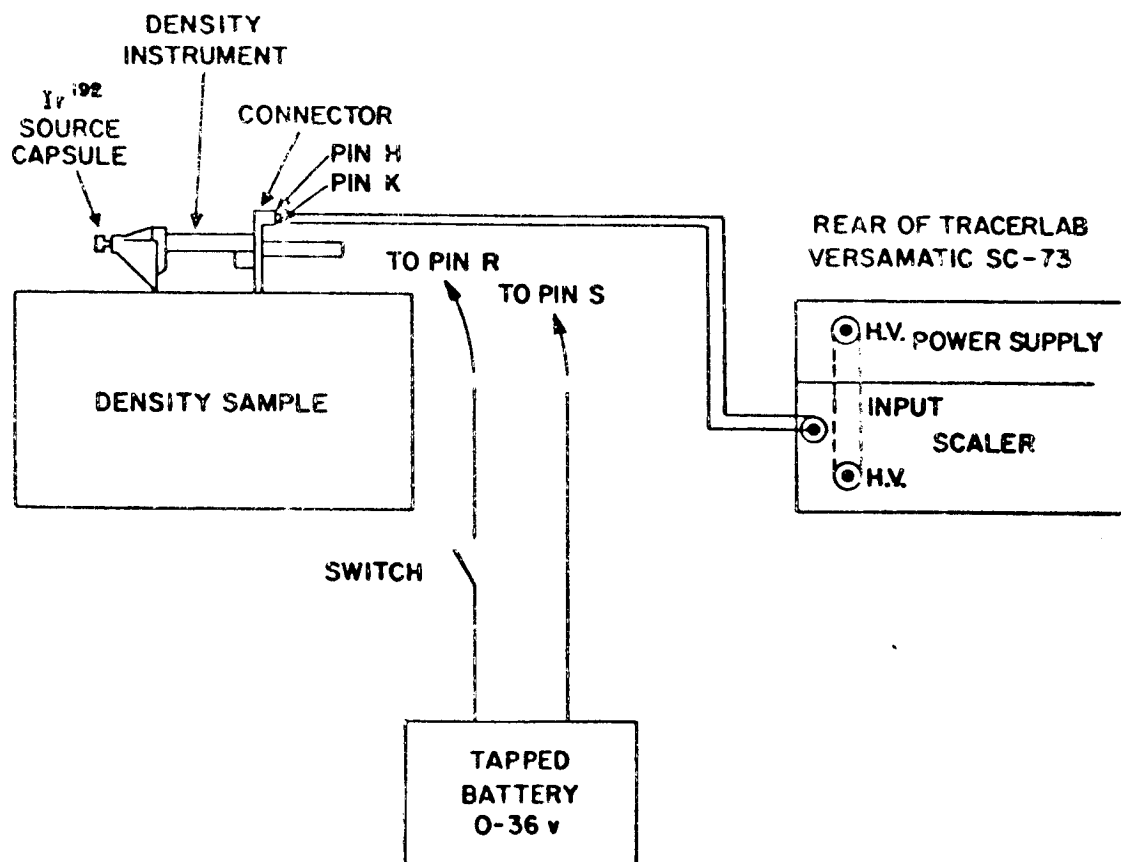 DENSITY
INSTRUMENT
Ir 192
SOURCE
CAPSULE
CONNECTOR
PIN H
PIN K
TO PIN R
TO PIN S
REAR OF TRACERLAB
VERSAMATIC SC-73
H.V. POWER SUPPLY
INPUT
SCALER
H.V.
DENSITY SAMPLE
SWITCH
TAPPED
BATTERY
0-36 v